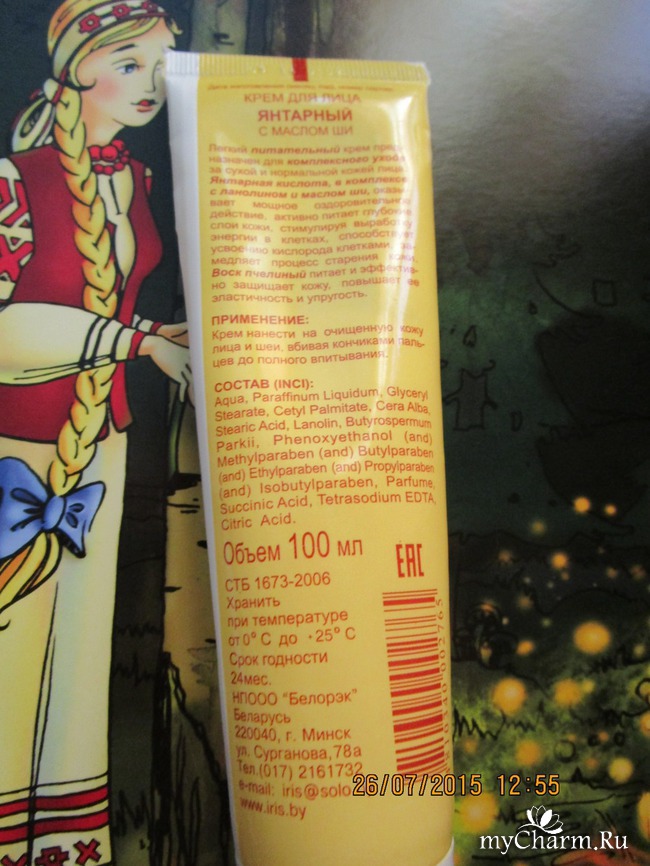 КРЕМ ДЛЯ ЛИЦА
ЯНТАРНЫЙ
С МАСЛОМ ШИ
Легкий питательный крем пред-
назначен для комплексного ухода
за сухой и нормальной кожей лица.
Янтарная кислота, в комплексе
с ланолином и маслом ши, оказы-
вает мощное оздоровительное
действие, активно питает глубокие
слои кожи, стимулируя выработку
энергии в клетках, способствует
усвоению кислорода клетками, за-
медляет процесс старения кожи.
Воск пчелиный питает и эффектив-
но защищает кожу, повышает ее
эластичность и упругость.
ПРИМЕНЕНИЕ:
Крем нанести на очищенную кожу
лица и шеи, вбивая кончиками паль-
цев до полного впитывания.
СОСТАВ (INCI):
Aqua, Paraffinum Liquidum, Glyceryl
Stearate, Cetyl Palmitate, Cera Alba,
Stearic Acid, Lanolin, Butyrospermum
Parkii, Phenoxyethanol (and)
Methylparaben (and) Butylparaben
(and) Ethylparaben (and) Propylparaben
(and) Isobutylparaben, Parfume,
Succinic Acid, Tetrasodium EDTA,
Citric Acid.
Объем 100 мл
EAC
СТБ 1673-2006
Хранить
при температуре
от 0° С до +25° С
Срок годности
24мес.
НПООО "Белорэк"
Беларусь
220040, г. Минск
ул. Сурганова,78а
Тел.(017) 2161732
e-mail: iris@solo
www.iris.by
26/07/2015 12:55
myCharm.Ru